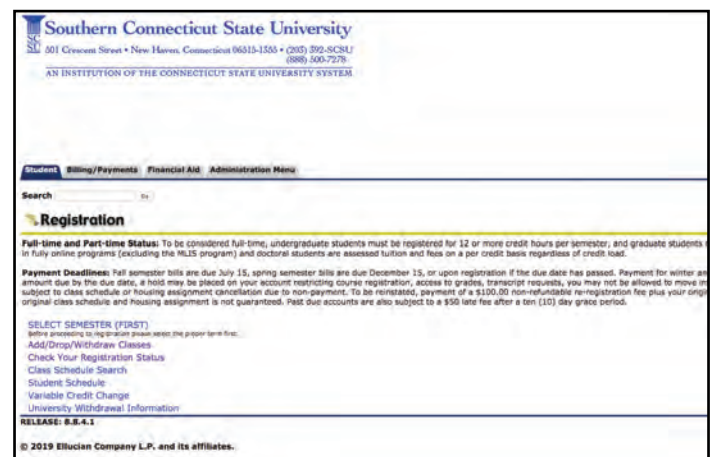 Southern Connecticut State University
SC
SU
501 Crescent Street • New Haven, Connecticut 06515-1355 • (203) 392-SCSU
(888) 500-7278
AN INSTITUTION OF THE CONNECTICUT STATE UNIVERSITY SYSTEM
Student Billing/Payments Financial Aid Administration Menu
Search Go
Registration
Full-time and Part-time Status: To be considered full-time, undergraduate students must be registered for 12 or more credit hours per semester, and graduate students
in fully online programs (excluding the MLIS program) and doctoral students are assessed tuition and fees on a per credit basis regardless of credit load.
Payment Deadlines: Fall semester bills are due July 15, spring semester bills are due December 15, or upon registration if the due date has passed. Payment for winter an
amount due by the due date, a hold may be placed on your account restricting course registration, access to grades, transcript requests, you may not be allowed to move in
subject to class schedule or housing assignment cancellation due to non-payment. To be reinstated, payment of a $100.00 non-refundable re-registration fee plus your origi
original class schedule and housing assignment is not guaranteed. Past due accounts are also subject to a $50 late fee after a ten (10) day grace period.
SELECT SEMESTER (FIRST)
Before proceeding to registration please select the proper term first.
Add/Drop/Withdraw Classes
Check Your Registration Status
Class Schedule Search
Student Schedule
Variable Credit Change
University Withdrawal Information
RELEASE: 8.8.4.1
© 2019 Ellucian Company L.P. and its affiliates.